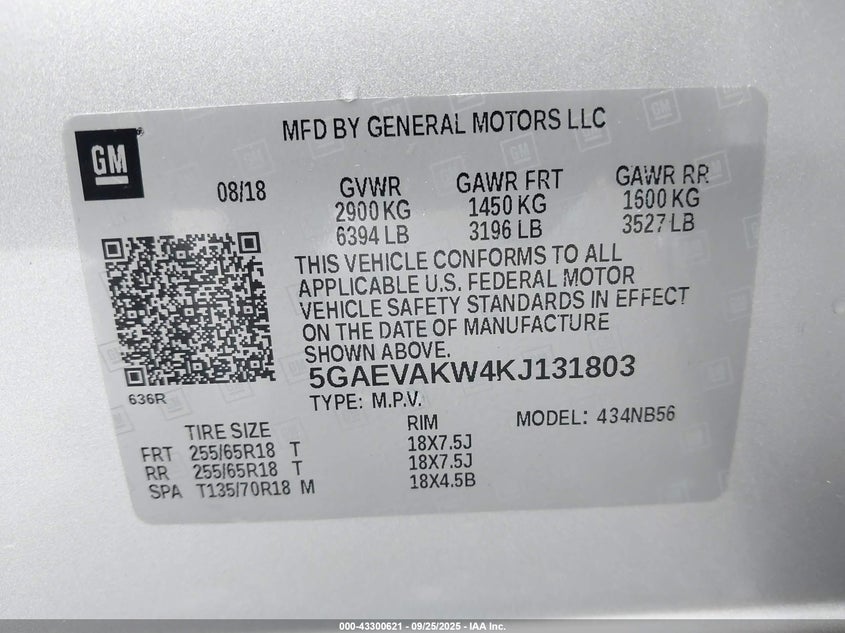 GM
MFD BY GENERAL MOTORS LLC
08/18
GVWR
2900 KG
6394 LB
GAWR FRT
1450 KG
3196 LB
GAWR RR
1600 KG
3527 LB
THIS VEHICLE CONFORMS TO ALL
APPLICABLE U.S. FEDERAL MOTOR
VEHICLE SAFETY STANDARDS IN EFFECT
ON THE DATE OF MANUFACTURE
SHOWN ABOVE.
5GAEVAKW4KJ131803
636R
TYPE: M.P.V.
MODEL: 434NB56
TIRE SIZE RIM
FRT 255/65R18 T 18X7.5J
RR 255/65R18 T 18X7.5J
SPA T135/70R18 M 18X4.5B
000-43300621 - 09/25/2025 - IAA Inc.